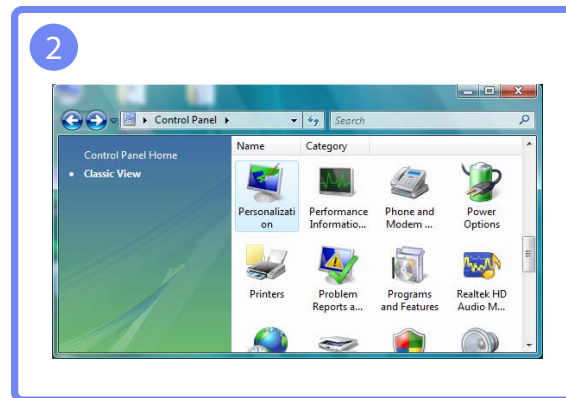 2
Control Panel
Search
Control Panel Home
Classic View
Name Category
Personalizati
on
Performance
Informatio...
Phone and
Modem ...
Power
Options
Printers
Problem
Reports a...
Programs
and Features
Realtek HD
Audio M...